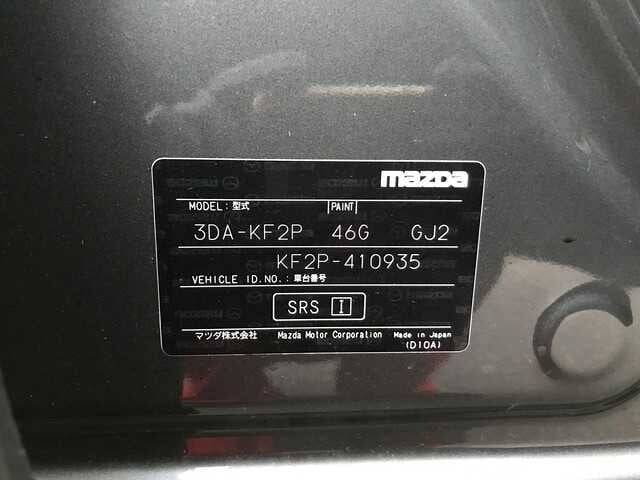 mazda
MODEL:型式 PAINT
3DA-KF2P 46G GJ2
KF2P-410935
VEHICLE ID.NO.:車台番号
SRS I
マツダ株式会社 Mazda Motor Corporation Made in Japan
(D10A)